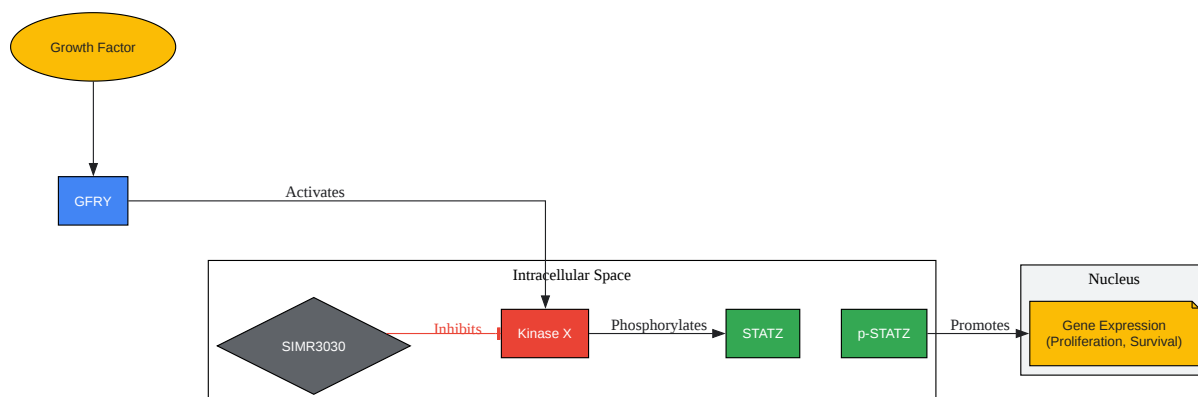 Growth Factor
GFRY
Activates
Intracellular Space
Nucleus
SIMR3030
Inhibits
Kinase X
Phosphorylates
STATZ
p-STATZ
Promotes
Gene Expression
(Proliferation, Survival)